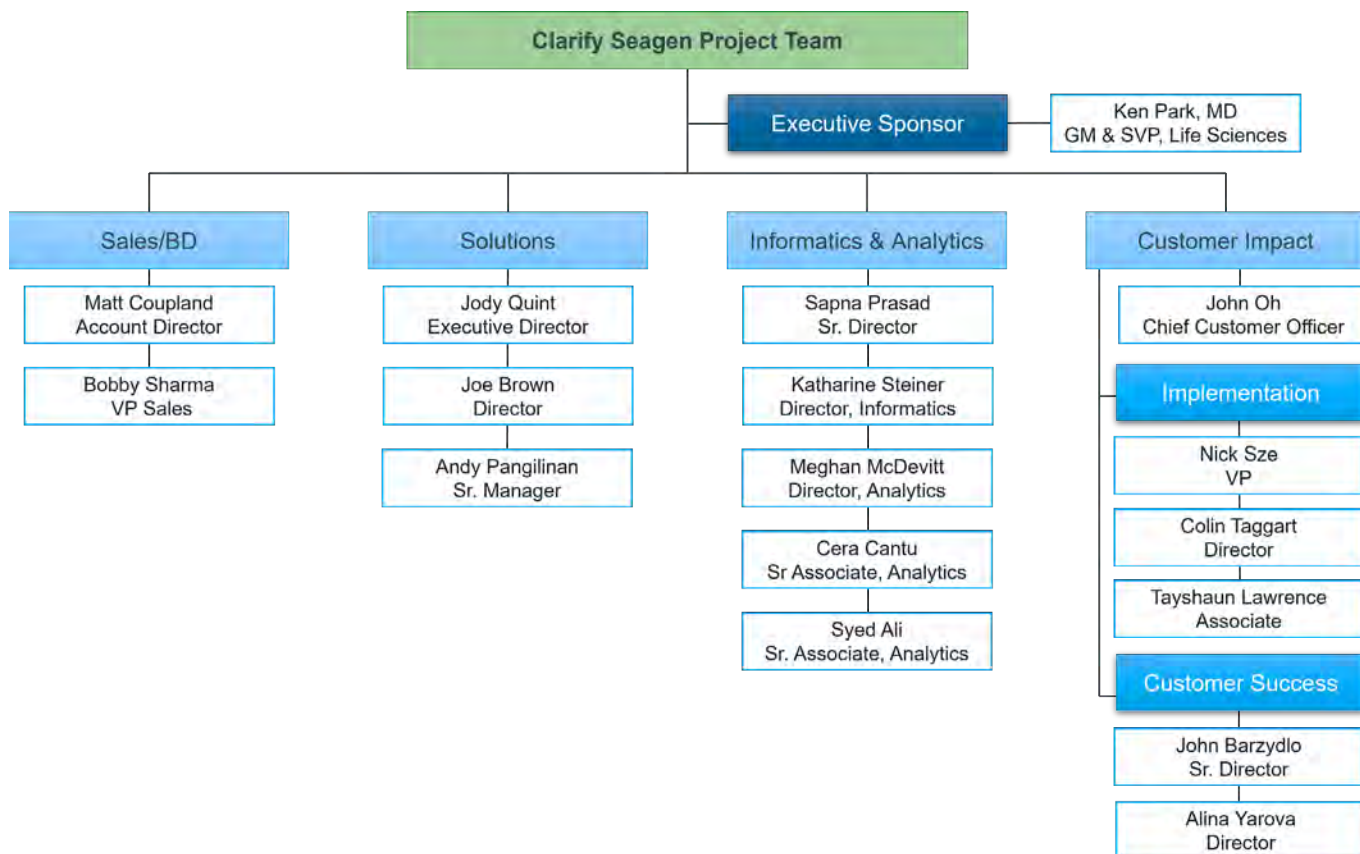 Clarify Seagen Project Team
Executive Sponsor
Ken Park, MD
GM & SVP, Life Sciences
Sales/BD
Matt Coupland
Account Director
Bobby Sharma
VP Sales
Solutions
Jody Quint
Executive Director
Joe Brown
Director
Andy Pangilinan
Sr. Manager
Informatics & Analytics
Sapna Prasad
Sr. Director
Katharine Steiner
Director, Informatics
Meghan McDevitt
Director, Analytics
Cera Cantu
Sr Associate, Analytics
Syed Ali
Sr. Associate, Analytics
Customer Impact
John Oh
Chief Customer Officer
Implementation
Nick Sze
VP
Colin Taggart
Director
Tayshaun Lawrence
Associate
Customer Success
John Barzydlo
Sr. Director
Alina Yarova
Director